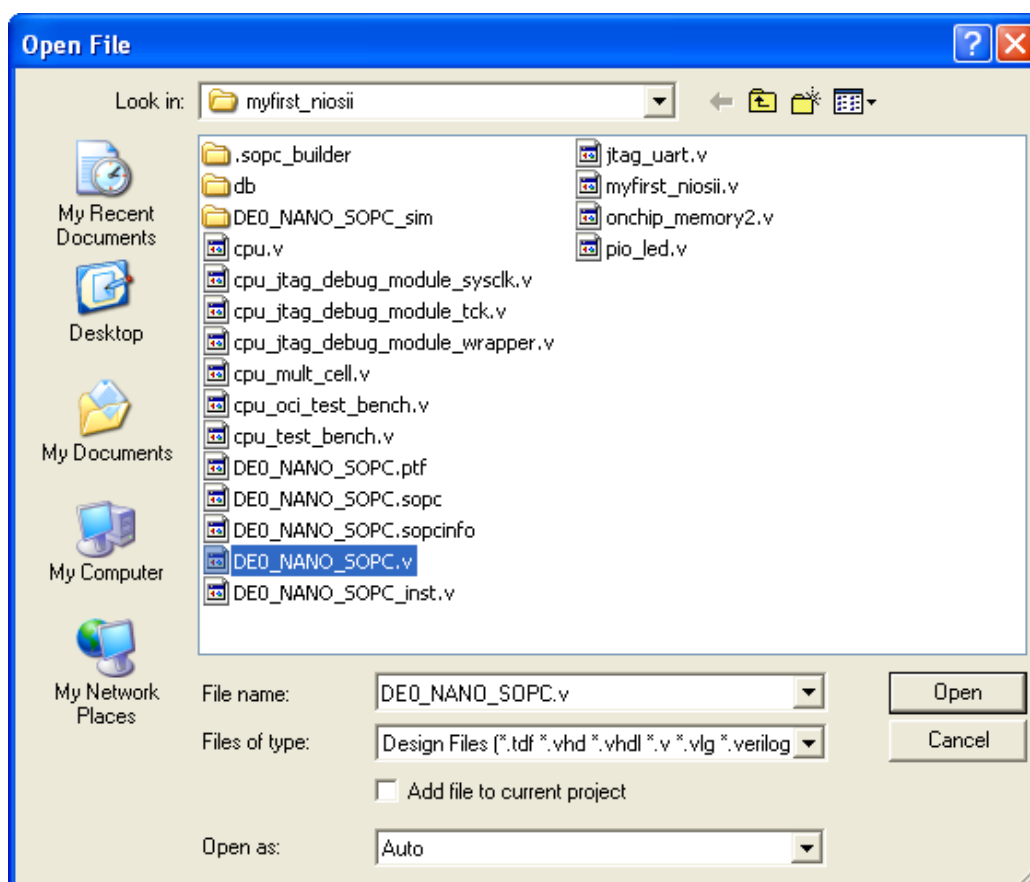 Open File
Look in:
myfirst_niosii
My Recent
Documents
Desktop
My Documents
My Computer
My Network
Places
.sopc_builder
db
DE0_NANO_SOPC_sim
cpu.v
cpu_jtag_debug_module_sysclk.v
cpu_jtag_debug_module_tck.v
cpu_jtag_debug_module_wrapper.v
cpu_mult_cell.v
cpu_oci_test_bench.v
cpu_test_bench.v
DE0_NANO_SOPC.ptf
DE0_NANO_SOPC.sopc
DE0_NANO_SOPC.sopcinfo
DE0_NANO_SOPC.v
DE0_NANO_SOPC_inst.v
jtag_uart.v
myfirst_niosii.v
onchip_memory2.v
pio_led.v
File name:
DE0_NANO_SOPC.v
Open
Files of type:
Design Files (*.tdf *.vhd *.vhdl *.v *.vlg *.verilog
Cancel
Add file to current project
Open as:
Auto